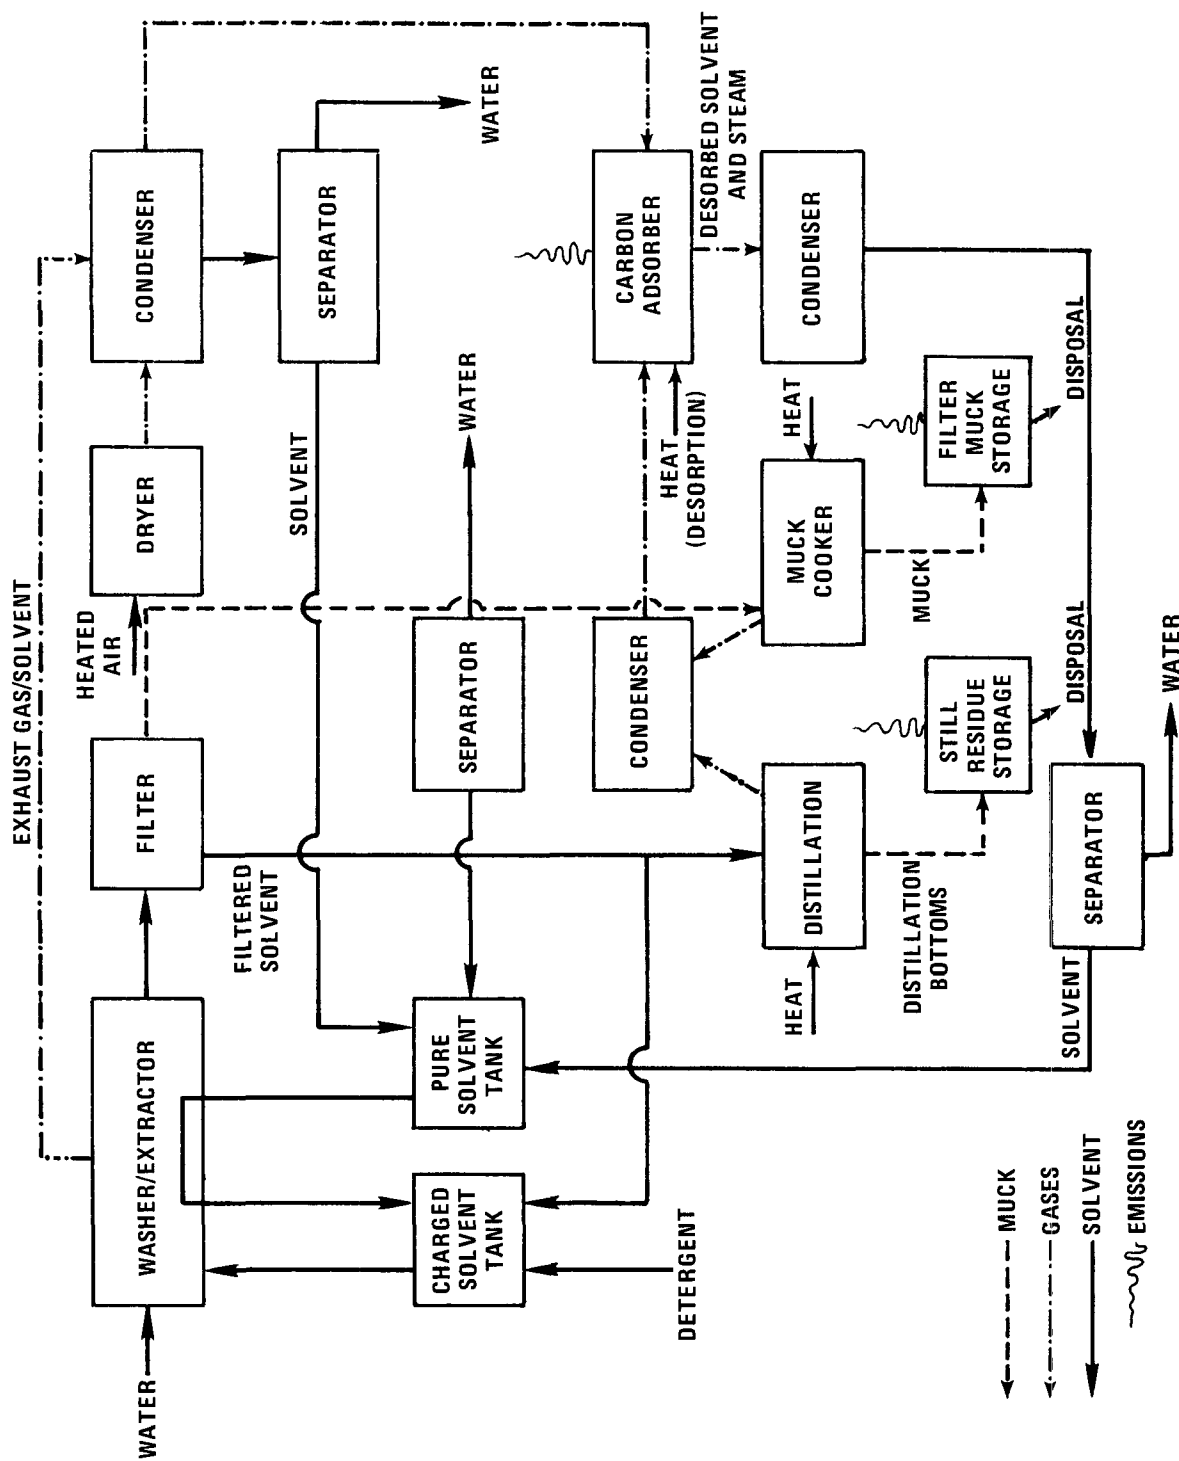 EXHAUST GAS/SOLVENT
WATER
WASHER/EXTRACTOR
FILTER
HEATED
AIR
DRYER
CONDENSER
FILTERED
SOLVENT
SOLVENT
SEPARATOR
WATER
CHARGED
SOLVENT
TANK
PURE
SOLVENT
TANK
SEPARATOR
WATER
DETERGENT
CONDENSER
HEAT
(DESORPTION)
CARBON
ADSORBER
DESORBED SOLVENT
AND STEAM
HEAT
DISTILLATION
MUCK
COOKER
HEAT
CONDENSER
DISTILLATION
BOTTOMS
MUCK
STILL
RESIDUE
STORAGE
FILTER
MUCK
STORAGE
DISPOSAL
DISPOSAL
SOLVENT
SEPARATOR
WATER
MUCK
GASES
SOLVENT
EMISSIONS